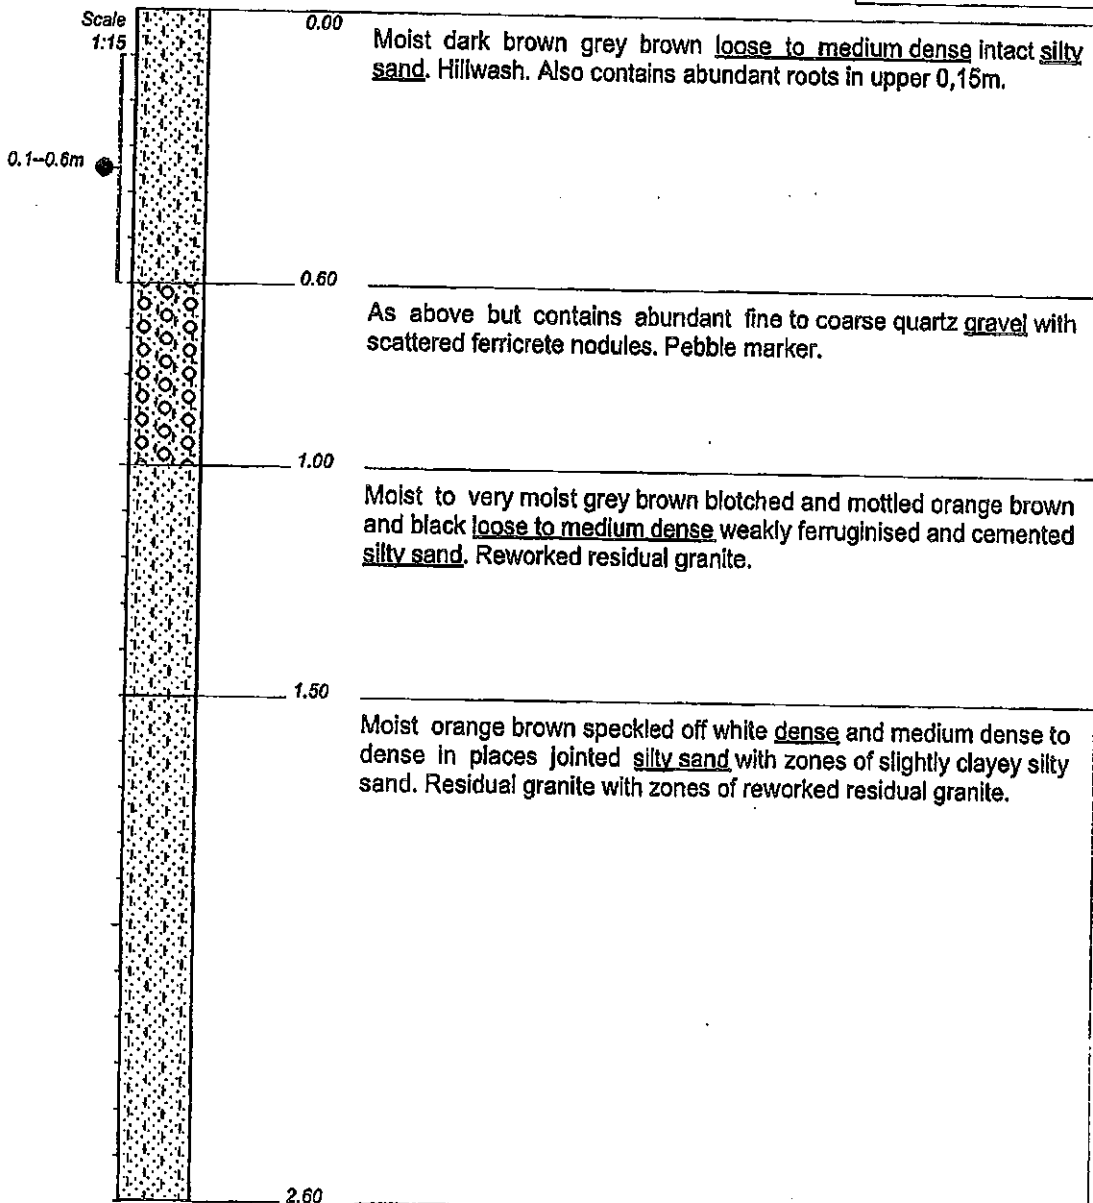 Scale
1:15
0.00
Moist dark brown grey brown loose to medium dense intact silty
sand. Hillwash. Also contains abundant roots in upper 0,15m.
0.1--0.6m
0.60
As above but contains abundant fine to coarse quartz gravel with
scattered ferricrete nodules. Pebble marker.
1.00
Moist to very moist grey brown blotched and mottled orange brown
and black loose to medium dense weakly ferruginised and cemented
silty sand. Reworked residual granite.
1.50
Moist orange brown speckled off white dense and medium dense to
dense in places jointed silty sand with zones of slightly clayey silty
sand. Residual granite with zones of reworked residual granite.
2.60